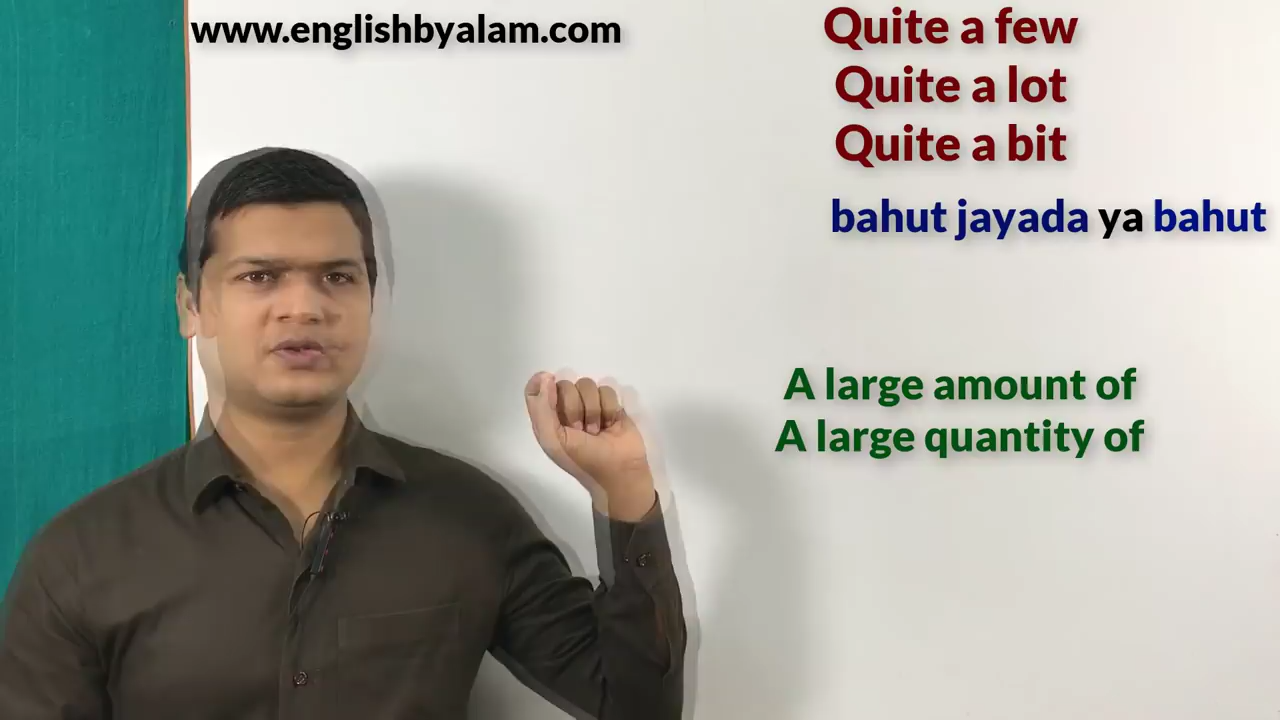 www.englishbyalam.com
Quite a few
Quite a lot
Quite a bit
bahut jayada ya bahut
A large amount of
A large quantity of